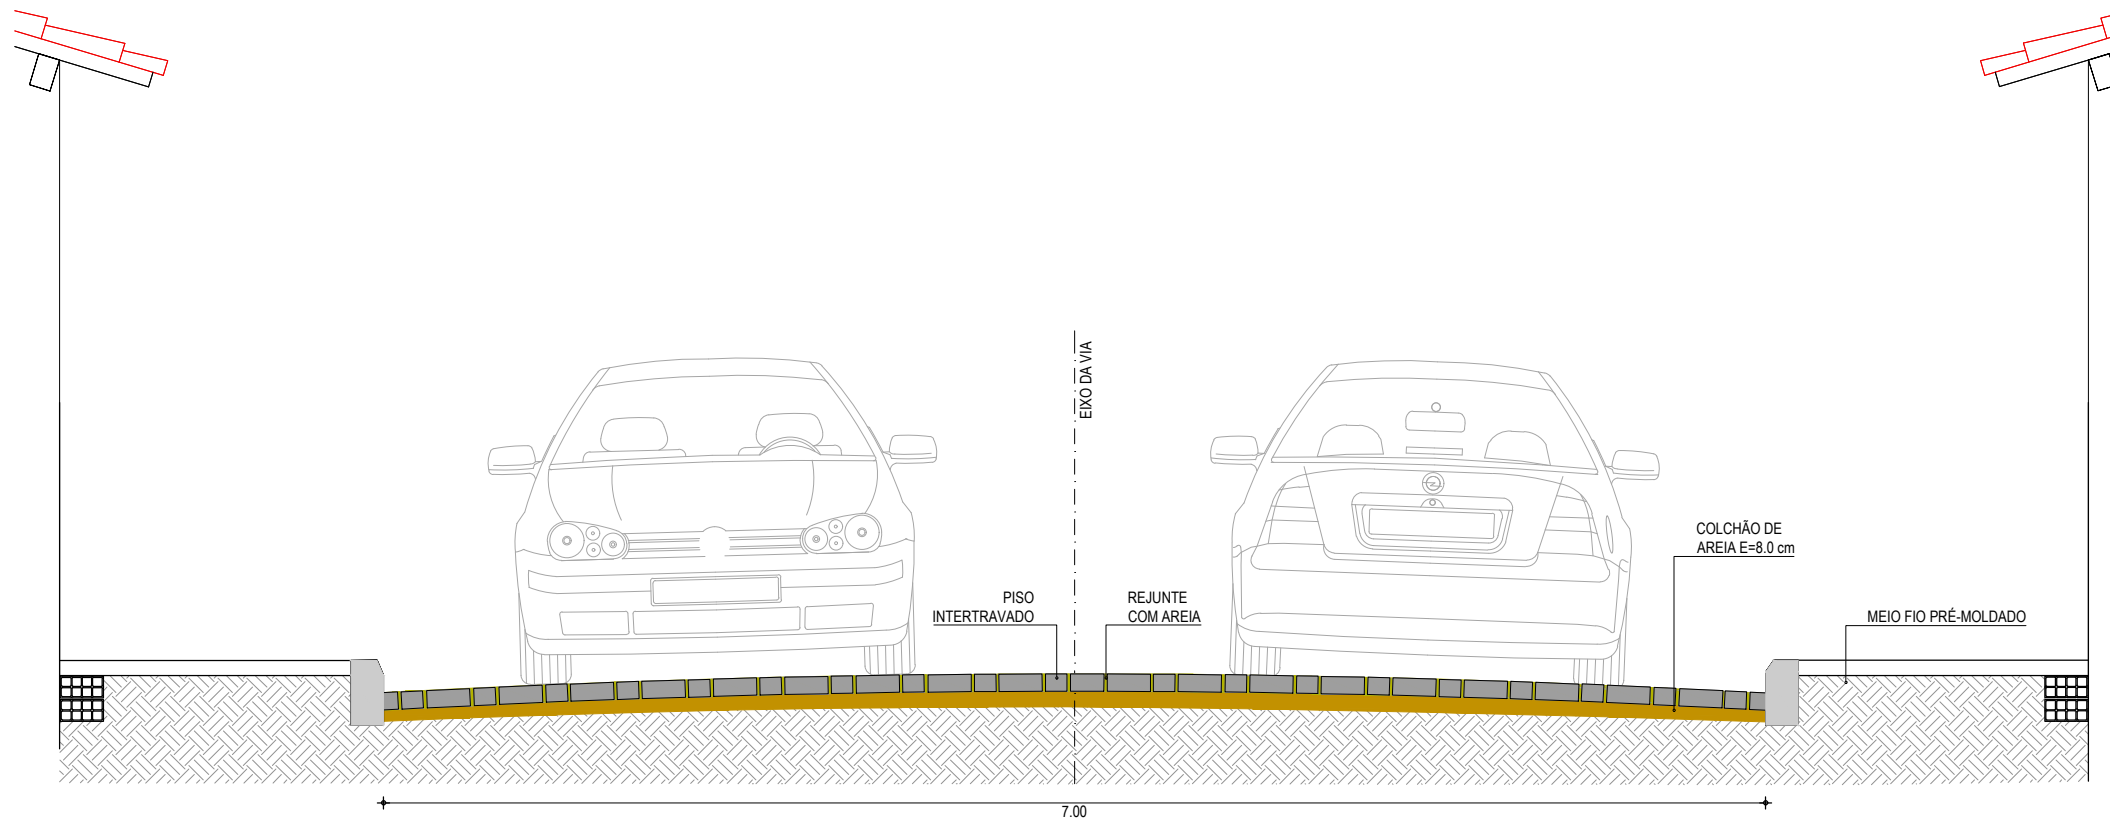 EIXO DA VIA
COLCHÃO DE
AREIA E=8.0 cm
PISO
INTERTRAVADO
REJUNTE
COM AREIA
MEIO FIO PRÉ-MOLDADO
7.00